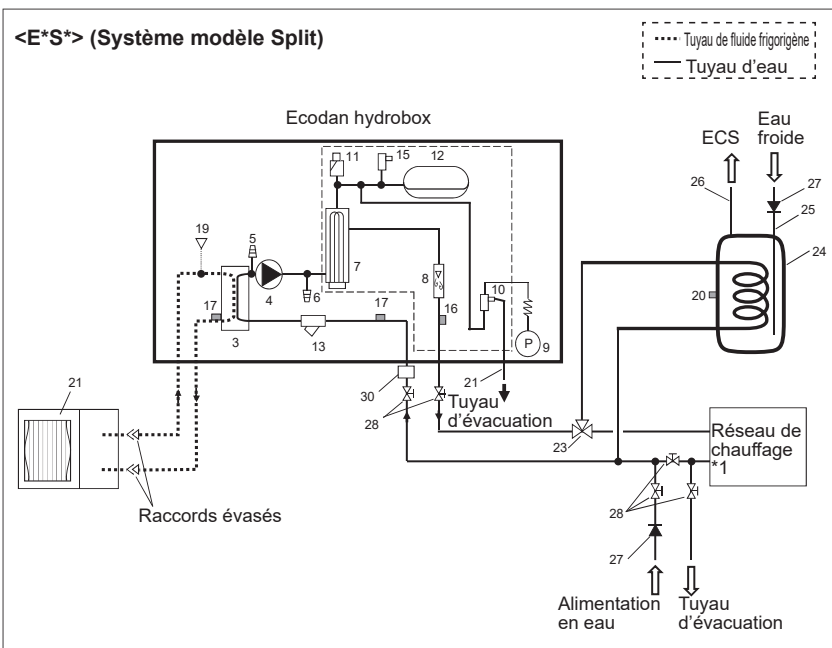 <E*S*> (Système modèle Split)
Tuyau de fluide frigorigène
Tuyau d'eau
Ecodan hydrobox
ECS
Eau
froide
11
15
12
26
27
25
19
5
24
7
8
4
6
10
20
17
17
16
3
13
P
9
21
30
21
28
Tuyau
d'évacuation
23
Réseau de
chauffage
*1
Raccords évasés
28
27
Alimentation
en eau
Tuyau
d'évacuation